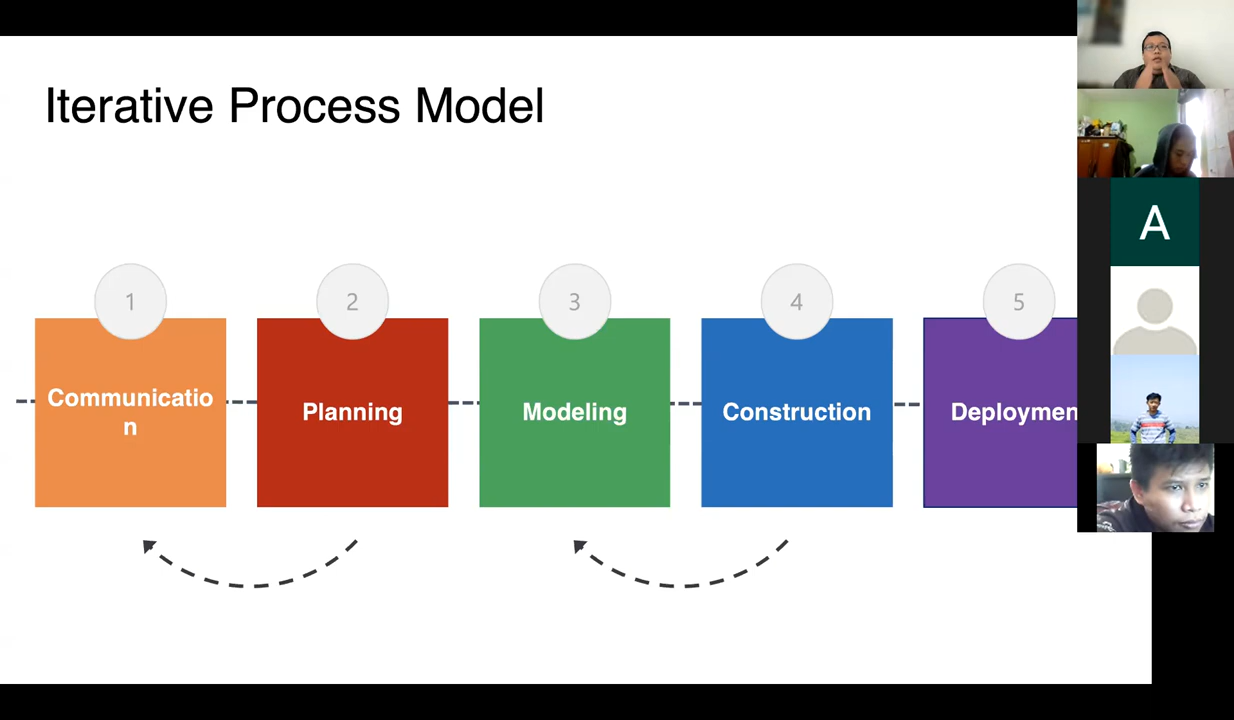 Iterative Process Model
1
2
3
4
5
Communicatio
n
Planning
Modeling
Construction
Deploymen
A